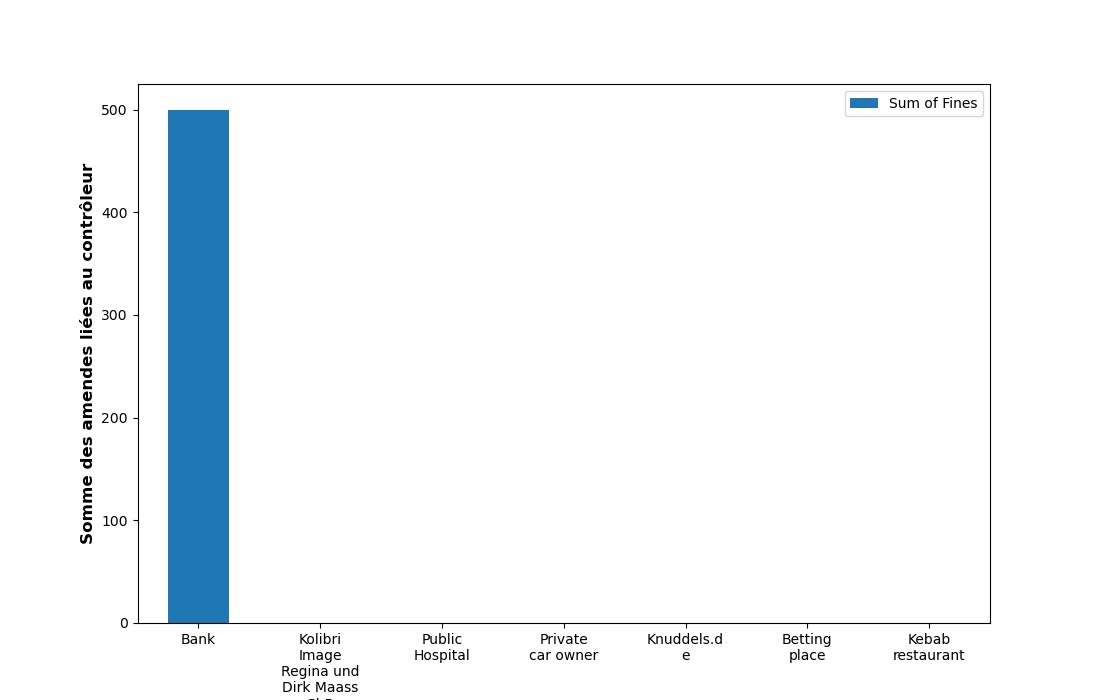 Sum of Fines
Somme des amendes liées au contrôleur
500
400
300
200
100
0
Bank
Kolibri
Image
Regina und
Dirk Maass
Public
Hospital
Private
car owner
Knuddels.d
e
Betting
place
Kebab
restaurant